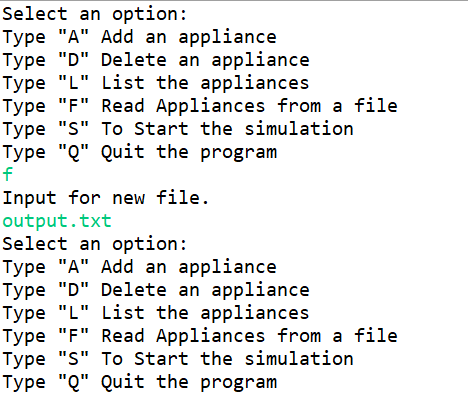 Select an option:
Type "A" Add an appliance
Type "D" Delete an appliance
Type "L" List the appliances
Type "F" Read Appliances from a file
Type "S" To Start the simulation
Type "Q" Quit the program
f
Input for new file.
output.txt
Select an option:
Type "A" Add an appliance
Type "D" Delete an appliance
Type "L" List the appliances
Type "F" Read Appliances from a file
Type "S" To Start the simulation
Type "Q" Quit the program